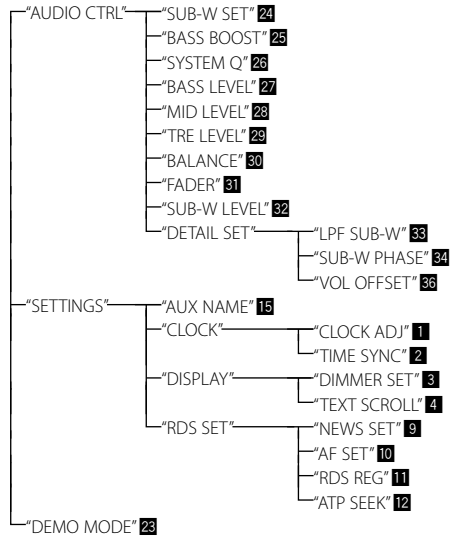 “AUDIO CTRL” “SUB-W SET” 24
“BASS BOOST” 25
“SYSTEM Q” 26
“BASS LEVEL” 27
“MID LEVEL” 28
“TRE LEVEL” 29
“BALANCE” 30
“FADER” 31
“SUB-W LEVEL” 32
“DETAIL SET” “LPF SUB-W” 33
“SUB-W PHASE” 34
“VOL OFFSET” 36
“SETTINGS” “AUX NAME” 15
“CLOCK” “CLOCK ADJ” 1
“TIME SYNC” 2
“DISPLAY” “DIMMER SET” 3
“TEXT SCROLL” 4
“RDS SET” “NEWS SET” 9
“AF SET” 10
“RDS REG” 11
“ATP SEEK” 12
“DEMO MODE” 23